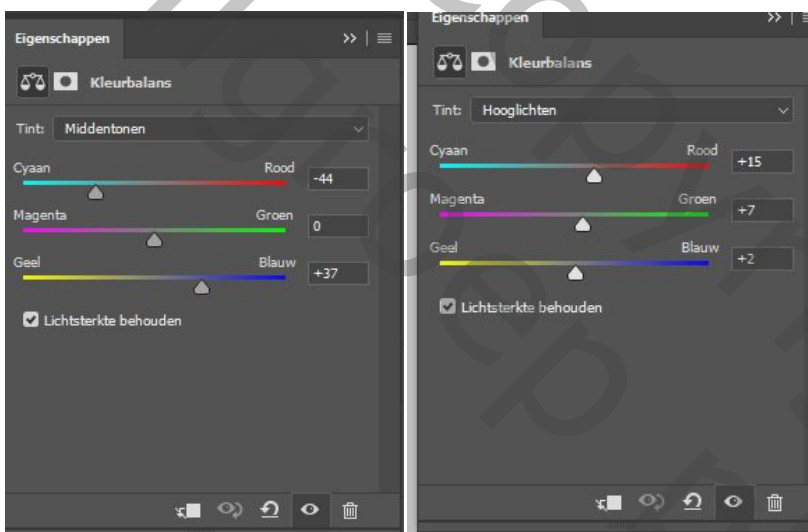 Eigenschappen
Kleurbalans
Tint: Middentonen
Cyaan Rood -44
Magenta Groen 0
Geel Blauw +37
Lichtsterkte behouden
Eigenschappen
Kleurbalans
Tint: Hooglichten
Cyaan Rood +15
Magenta Groen +7
Geel Blauw +2
Lichtsterkte behouden